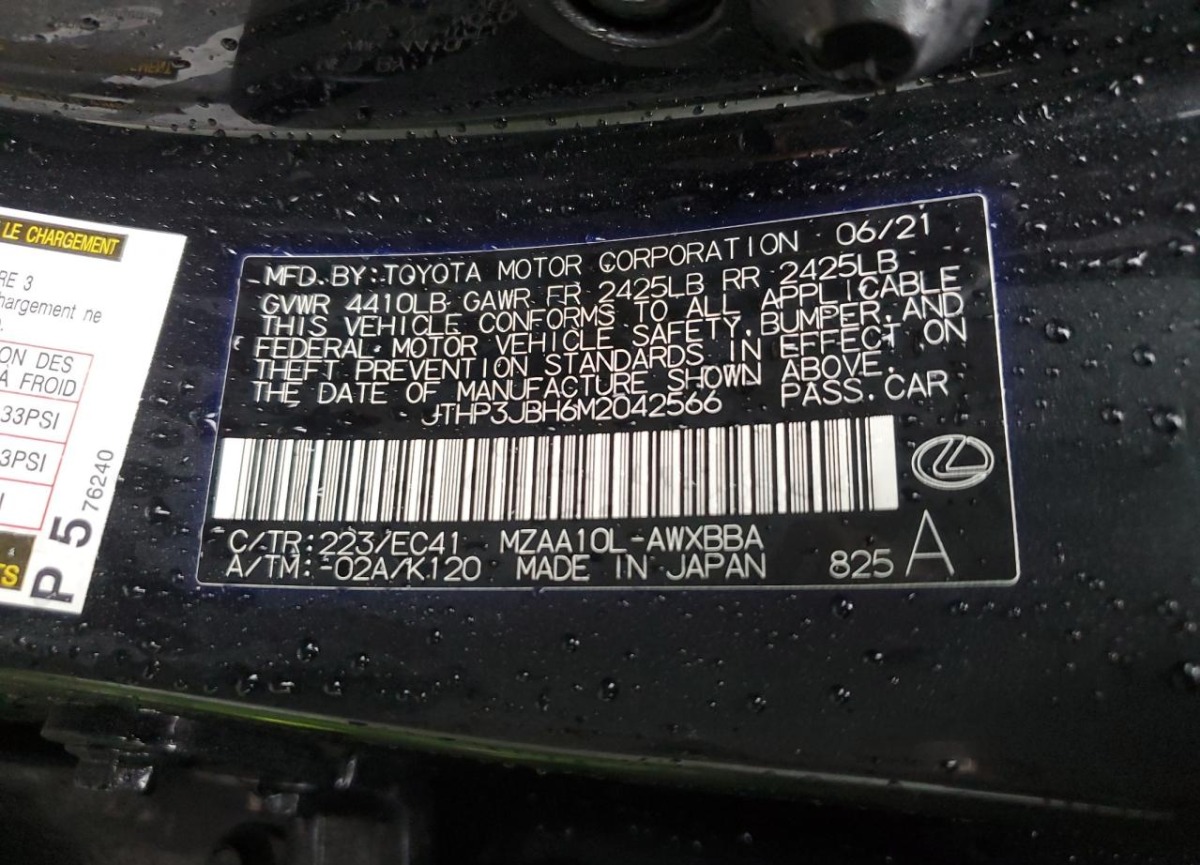 LE CHARGEMENT
RE 3
hargement ne
ON DES
À FROID
33PSI
3PSI
P 5 76240
TS
MFD. BY: TOYOTA MOTOR CORPORATION 06/21
GVWR 4410LB GAWR FR 2425LB RR 2425LB
THIS VEHICLE CONFORMS TO ALL APPLICABLE
FEDERAL MOTOR VEHICLE SAFETY, BUMPER, AND
THEFT PREVENTION STANDARDS IN EFFECT ON
THE DATE OF MANUFACTURE SHOWN ABOVE.
JTHP3JBH6M2042566 PASS. CAR
C/TR: 223/EC41 MZAA10L-AWXBBA
A/TM: -02A/K120 MADE IN JAPAN 825 A